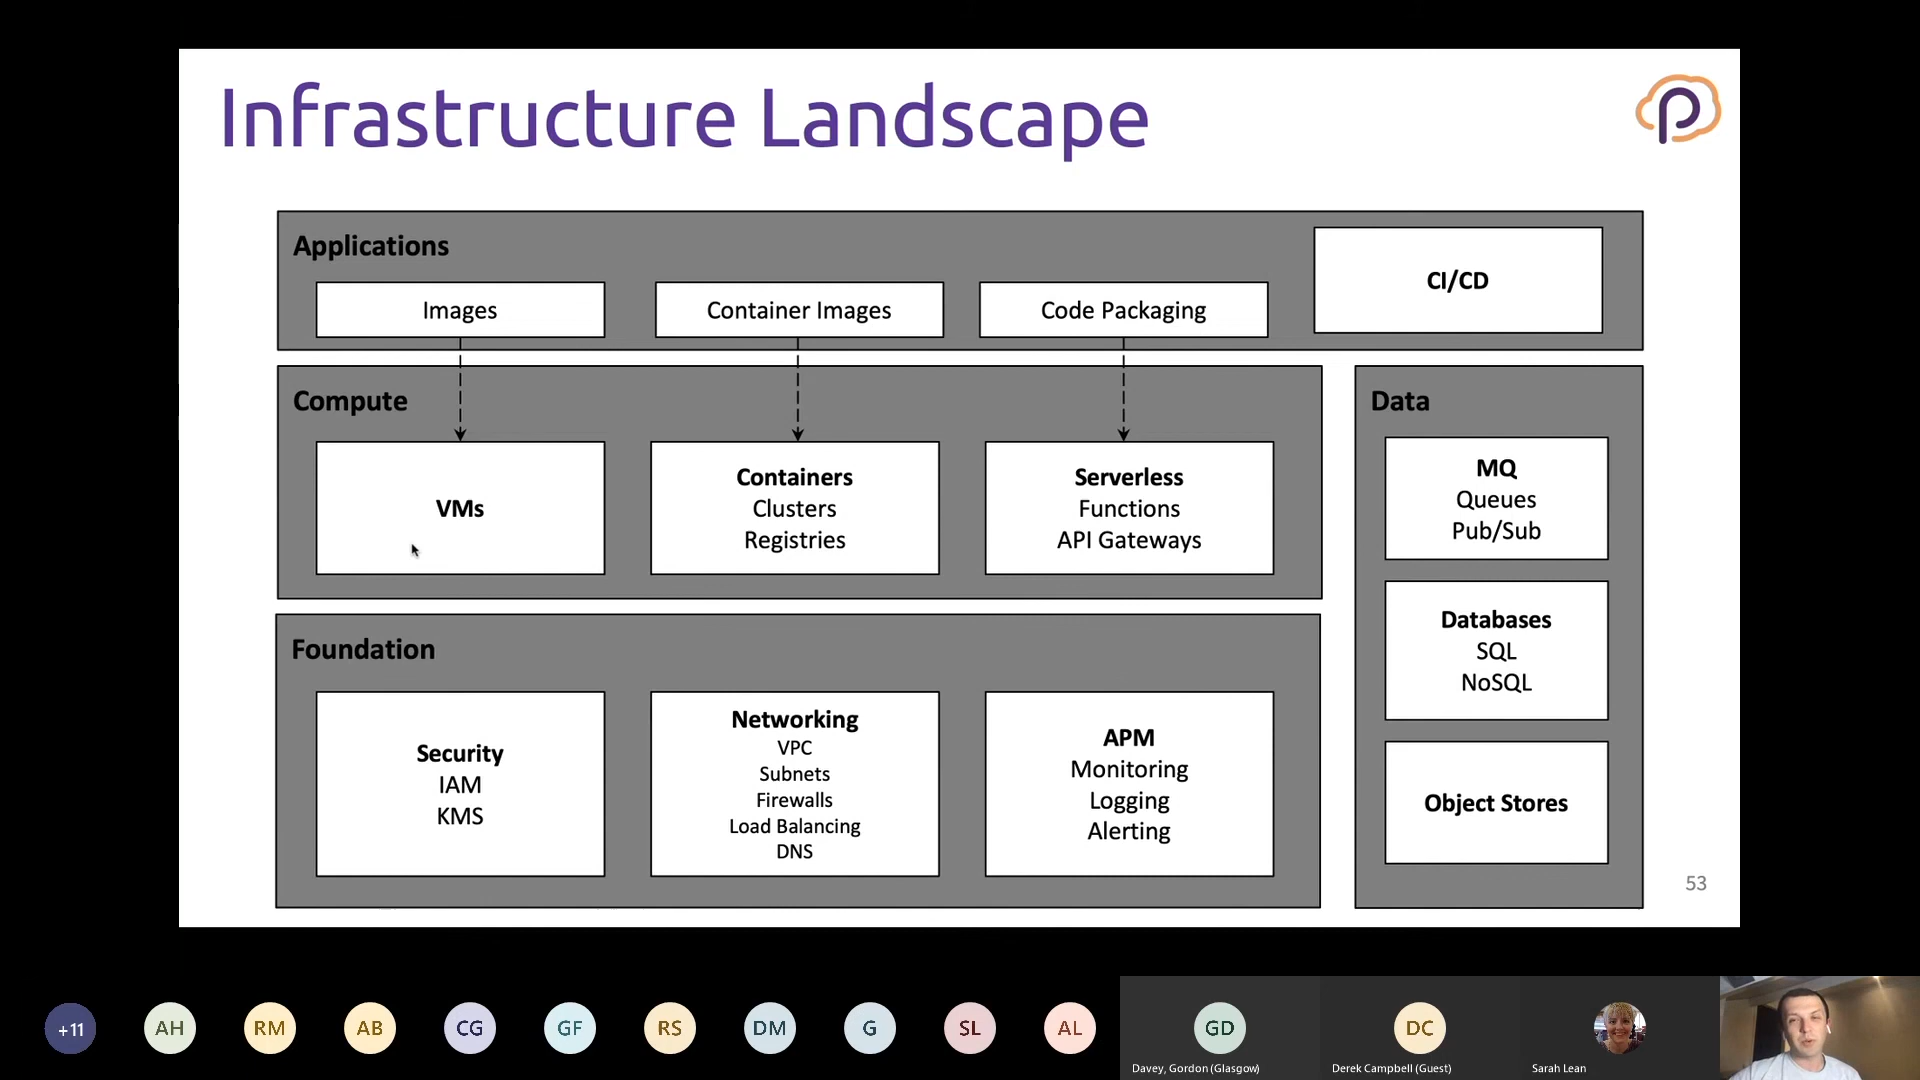 Infrastructure Landscape
Applications
Images
Container Images
Code Packaging
CI/CD
Compute
VMs
Containers
Clusters
Registries
Serverless
Functions
API Gateways
Data
MQ
Queues
Pub/Sub
Databases
SQL
NoSQL
Object Stores
Foundation
Security
IAM
KMS
Networking
VPC
Subnets
Firewalls
Load Balancing
DNS
APM
Monitoring
Logging
Alerting
53
+11
AH
RM
AB
CG
GF
RS
DM
G
SL
AL
GD
Davey, Gordon (Glasgow)
DC
Derek Campbell (Guest)
Sarah Lean